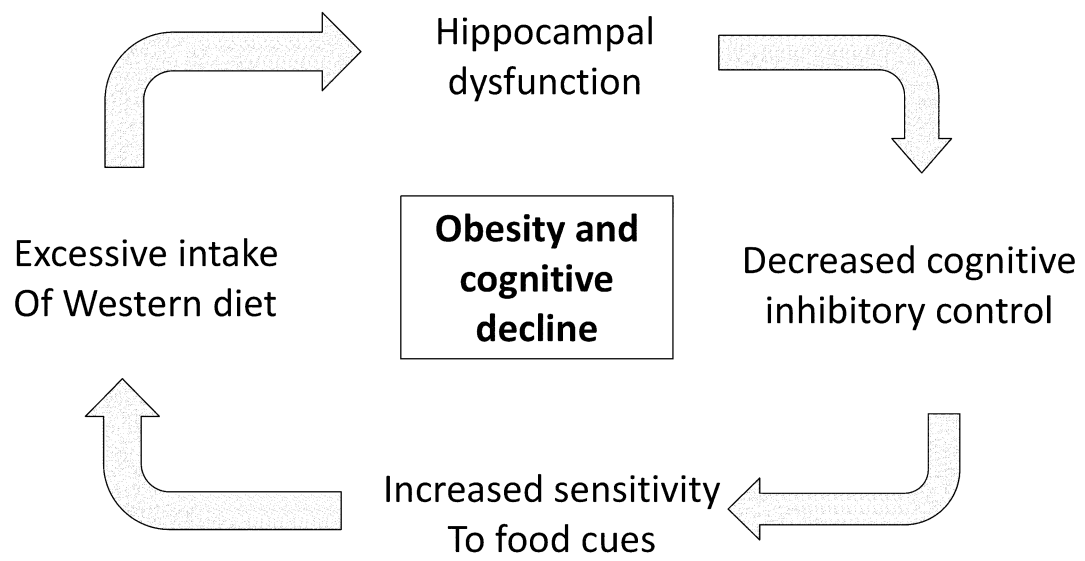 Hippocampal
dysfunction
Excessive intake
Of Western diet
Obesity and
cognitive
decline
Decreased cognitive
inhibitory control
Increased sensitivity
To food cues